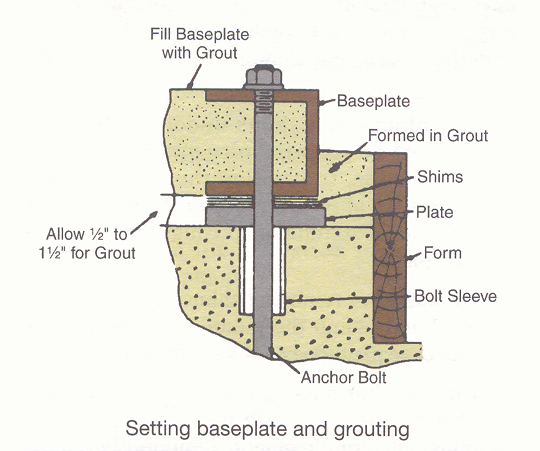 Fill Baseplate
with Grout
Baseplate
Formed in Grout
Shims
Plate
Allow ½" to
1½" for Grout
Form
Bolt Sleeve
Anchor Bolt
Setting baseplate and grouting